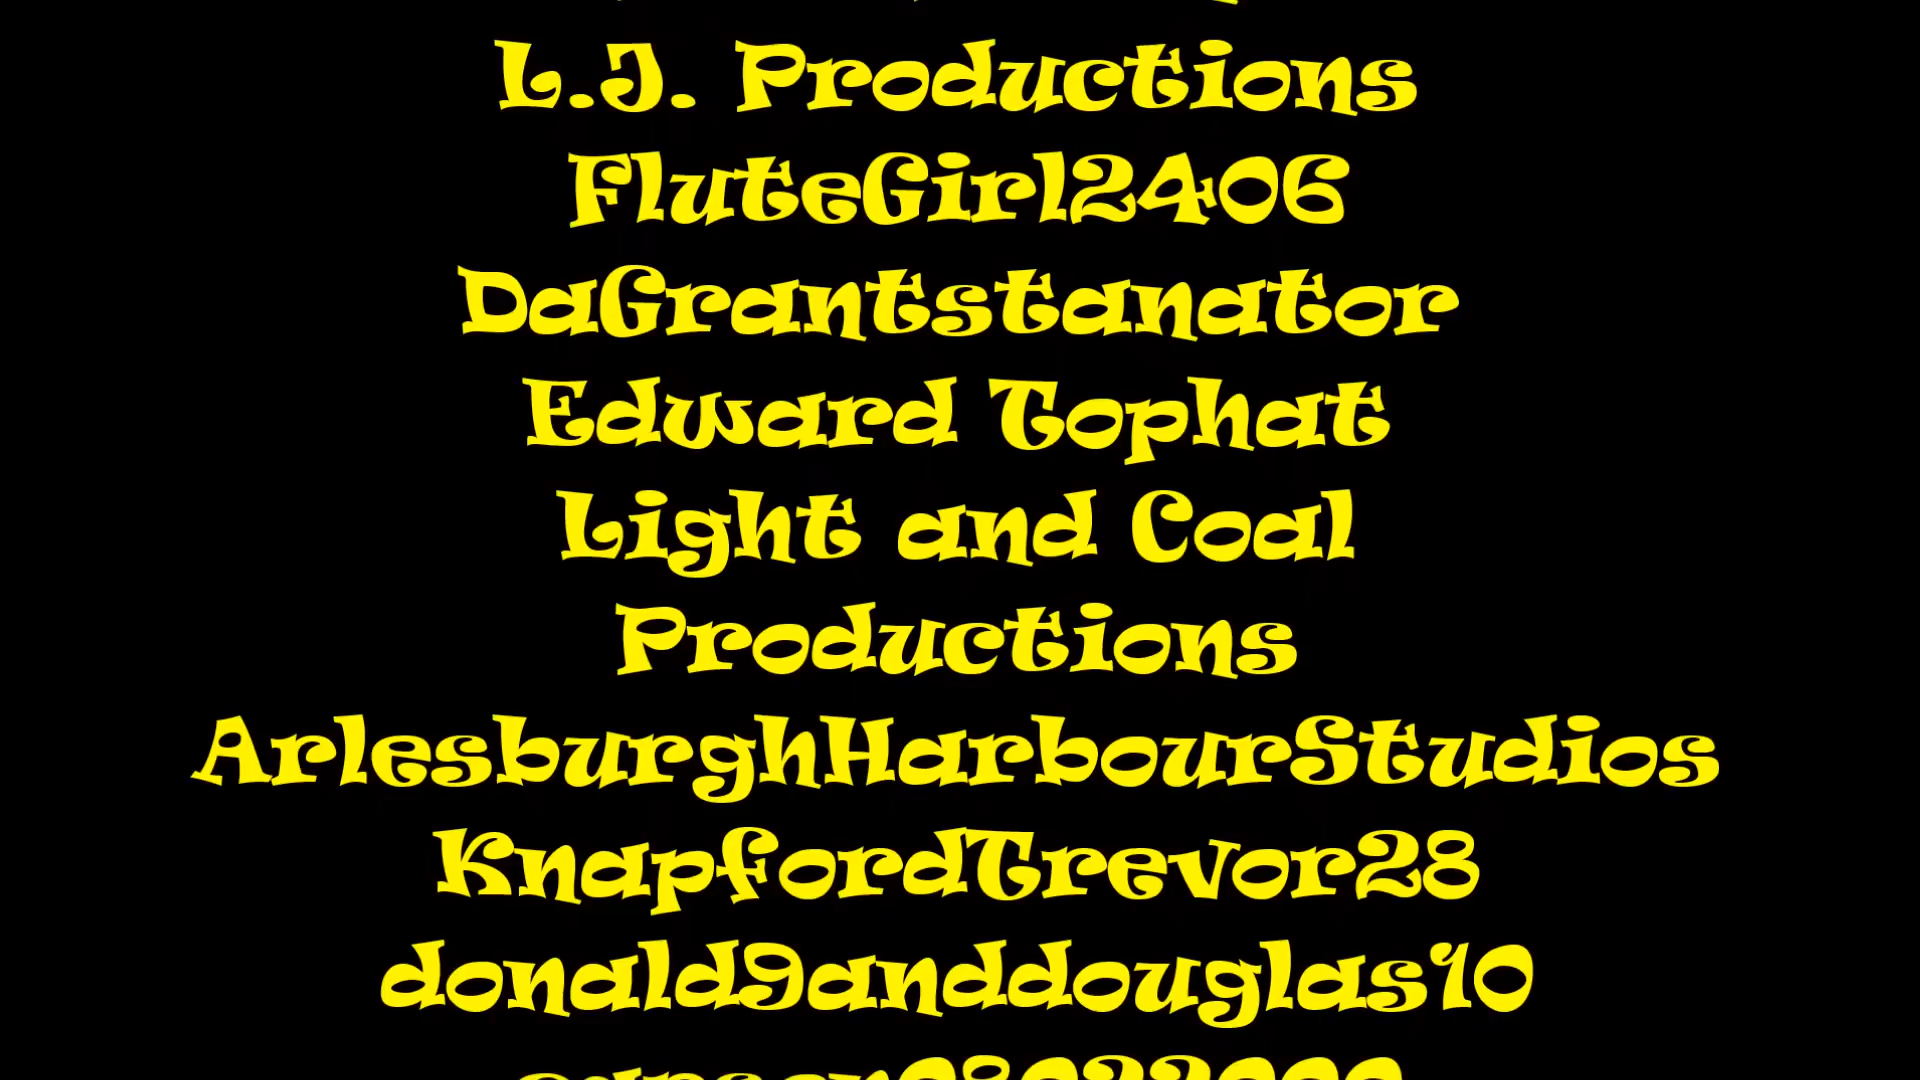 L.J. Productions
FluteGirl2406
DaGrantstanator
Edward Tophat
Light and Coal
Productions
ArlesburghHarbourStudios
KnapfordTrevor28
donald9anddouglas10